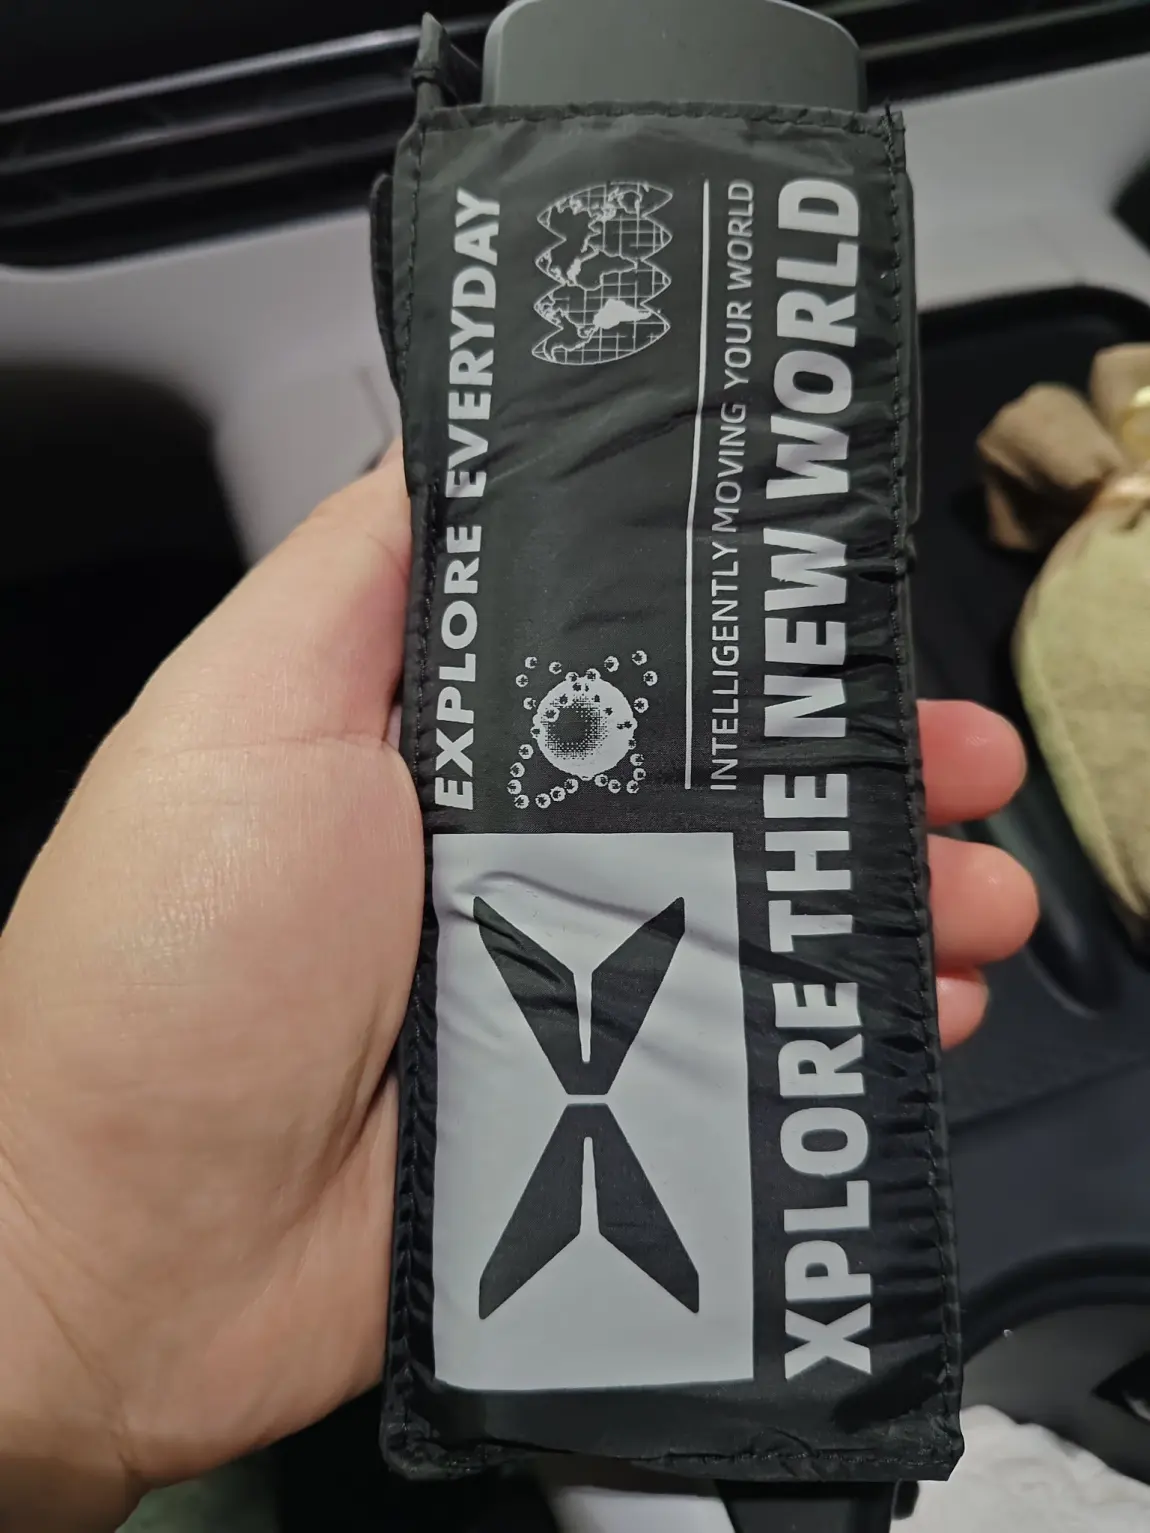 EXPLORE EVERYDAY
INTELLIGENTLY MOVING YOUR WORLD
XPLORE THE NEW WORLD